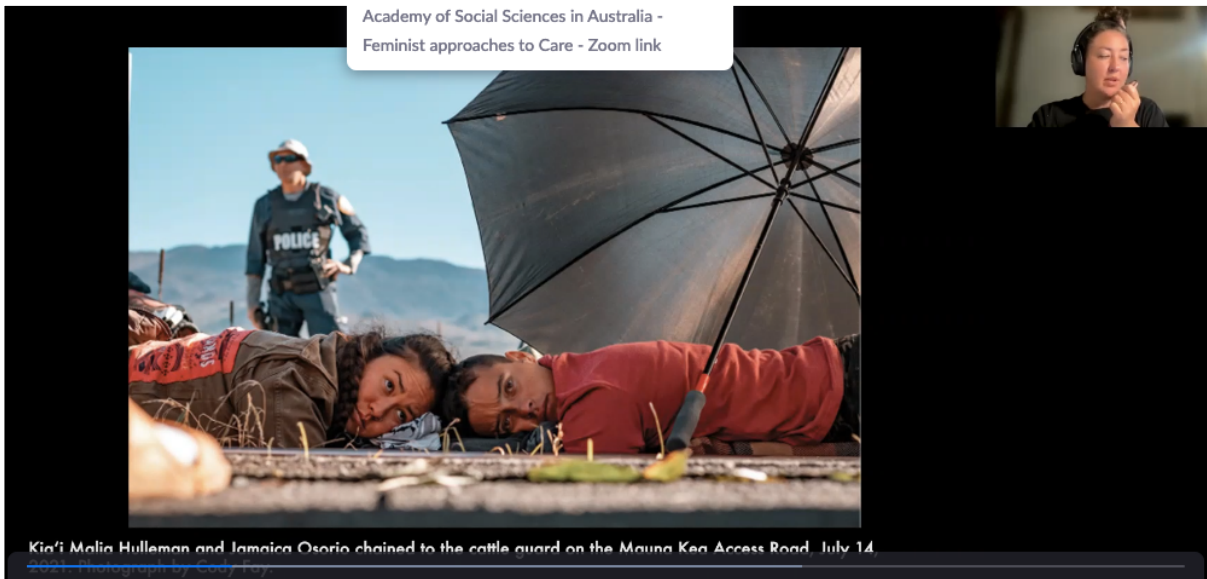 Academy of Social Sciences in Australia -
Feminist approaches to Care - Zoom link
POLICE
Kiaʻi Malia Hulleman and Jamaica Osorio chained to the cattle guard on the Mauna Kea Access Road, July 14,
2021. Photograph by Cody Fay.